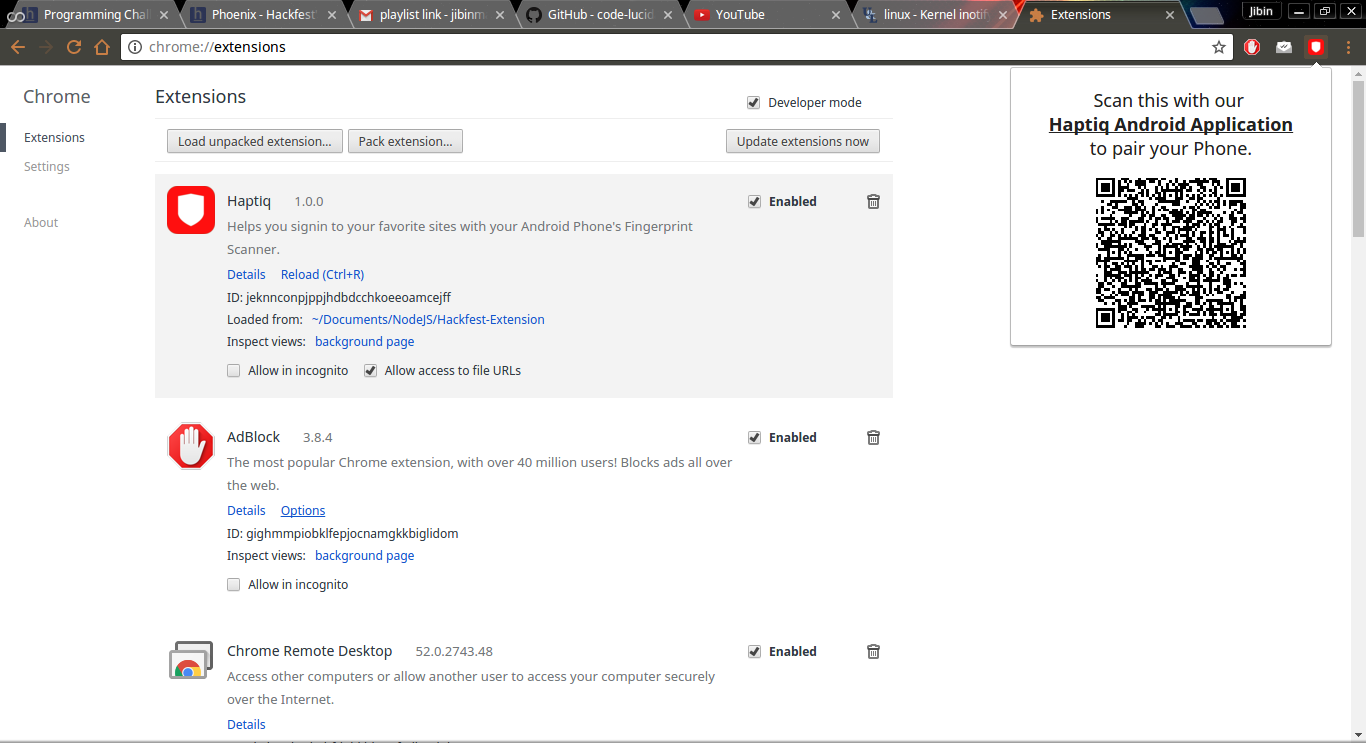 Programming Chall
Phoenix - Hackfest'
playlist link - jibinm
GitHub - code-lucid
YouTube
linux - Kernel inotif
Extensions
Jibin
chrome://extensions
Chrome
Extensions
Settings
About
Extensions
Developer mode
Load unpacked extension...
Pack extension...
Update extensions now
Haptiq 1.0.0
Enabled
Helps you signin to your favorite sites with your Android Phone's Fingerprint
Scanner.
Details Reload (Ctrl+R)
ID: jeknnconpjppjhdbdcchkoeeoamcejff
Loaded from: ~/Documents/NodeJS/Hackfest-Extension
Inspect views: background page
Allow in incognito Allow access to file URLs
AdBlock 3.8.4
Enabled
The most popular Chrome extension, with over 40 million users! Blocks ads all over
the web.
Details Options
ID: gighmmpiobklfepjocnamgkkbiglidom
Inspect views: background page
Allow in incognito
Chrome Remote Desktop 52.0.2743.48
Enabled
Access other computers or allow another user to access your computer securely
over the Internet.
Details
Scan this with our
Haptiq Android Application
to pair your Phone.